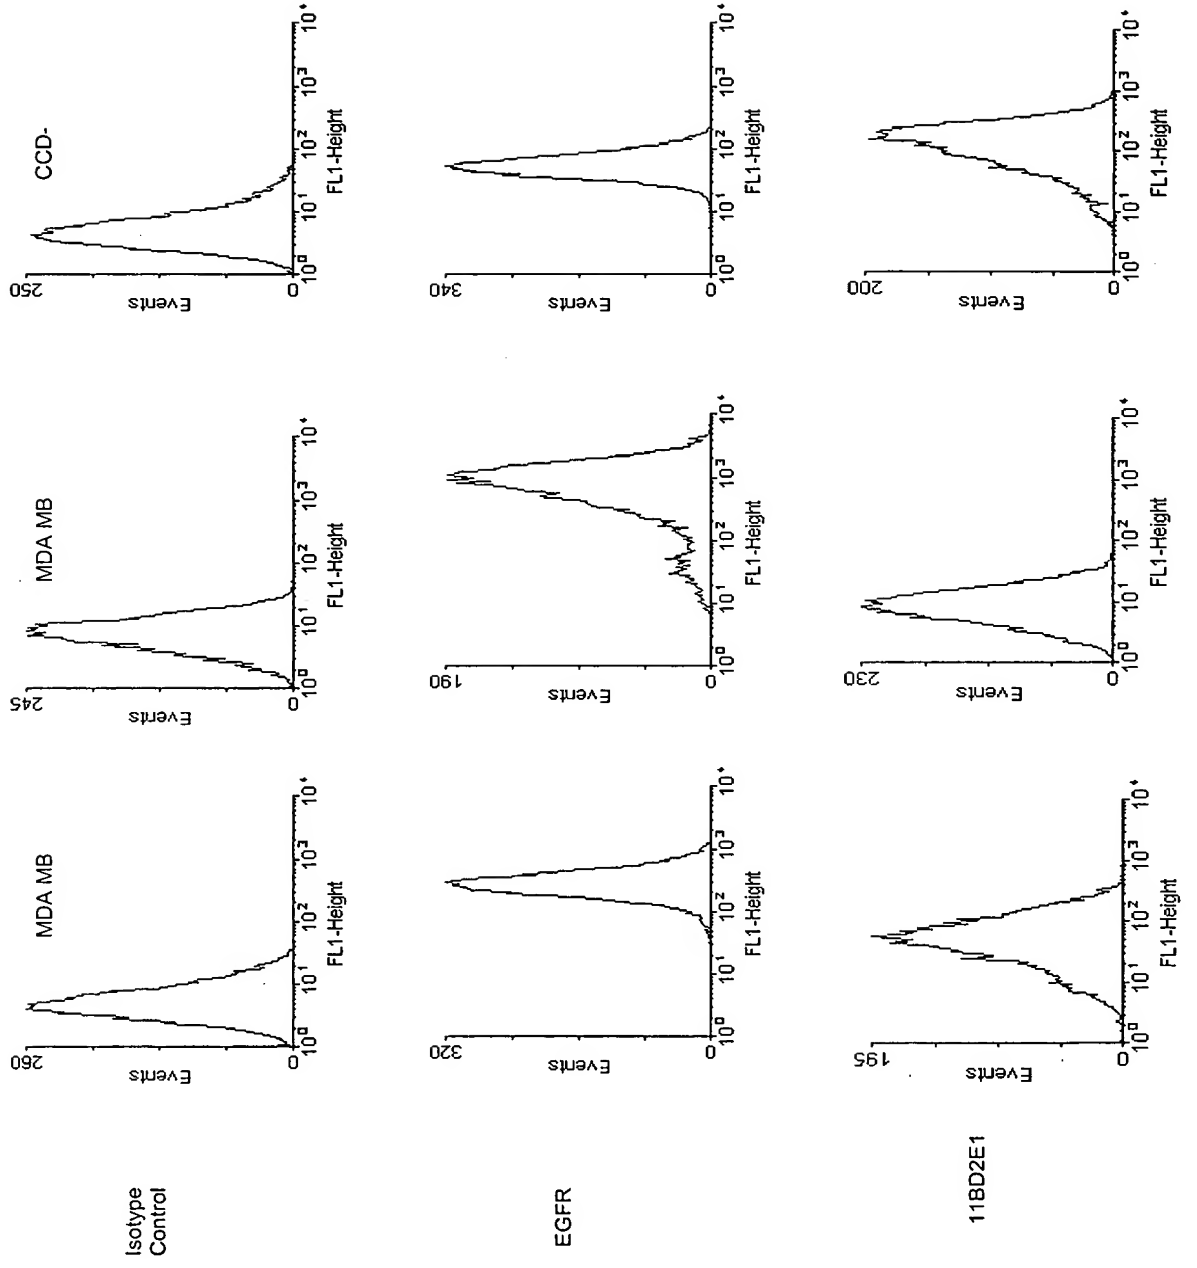 MDA MB
MDA MB
CCD-
Isotype
Control
260
Events
0
10⁰ 10¹ 10² 10³ 10⁴
FL1-Height
245
Events
0
10⁰ 10¹ 10² 10³ 10⁴
FL1-Height
250
Events
0
10⁰ 10¹ 10² 10³ 10⁴
FL1-Height
EGFR
320
Events
0
10⁰ 10¹ 10² 10³ 10⁴
FL1-Height
190
Events
0
10⁰ 10¹ 10² 10³ 10⁴
FL1-Height
340
Events
0
10⁰ 10¹ 10² 10³ 10⁴
FL1-Height
11BD2E1
195
Events
0
10⁰ 10¹ 10² 10³ 10⁴
FL1-Height
230
Events
0
10⁰ 10¹ 10² 10³ 10⁴
FL1-Height
200
Events
0
10⁰ 10¹ 10² 10³ 10⁴
FL1-Height